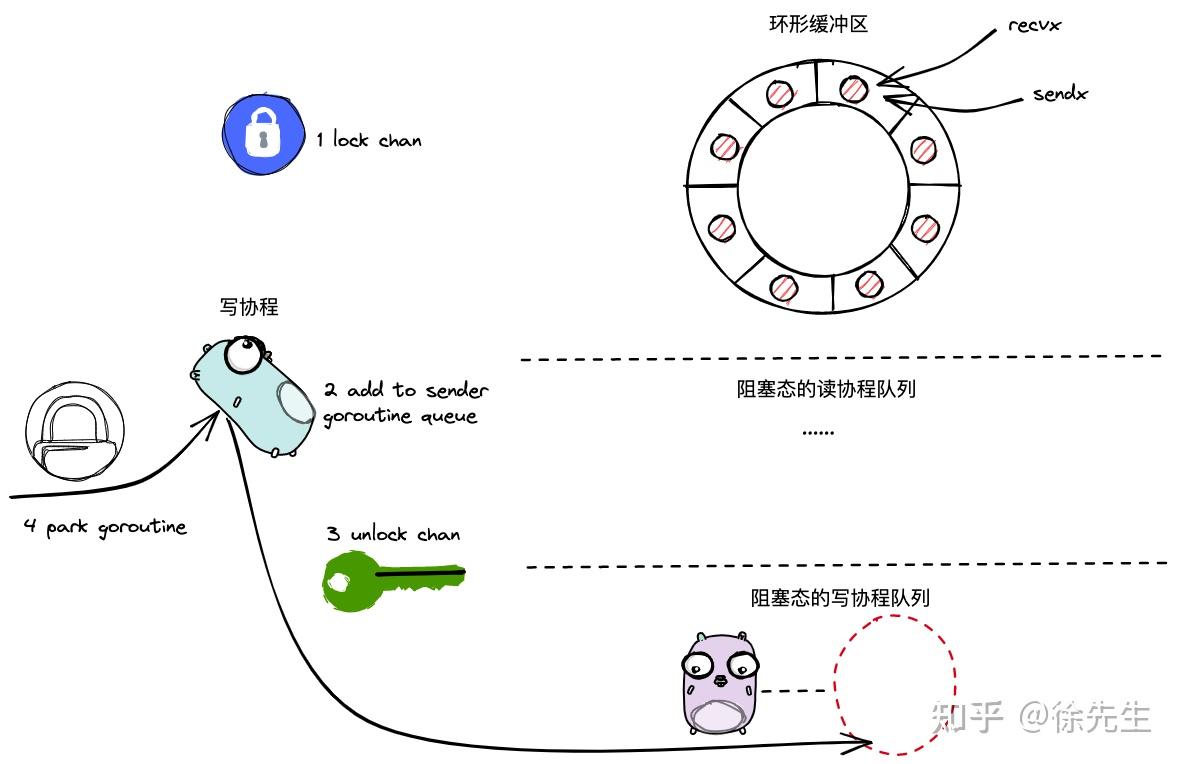 环形缓冲区
recvx
sendx
1 lock chan
写协程
2 add to sender
goroutine queue
阻塞态的读协程队列
......
4 park goroutine
3 unlock chan
阻塞态的写协程队列
知乎 @徐先生